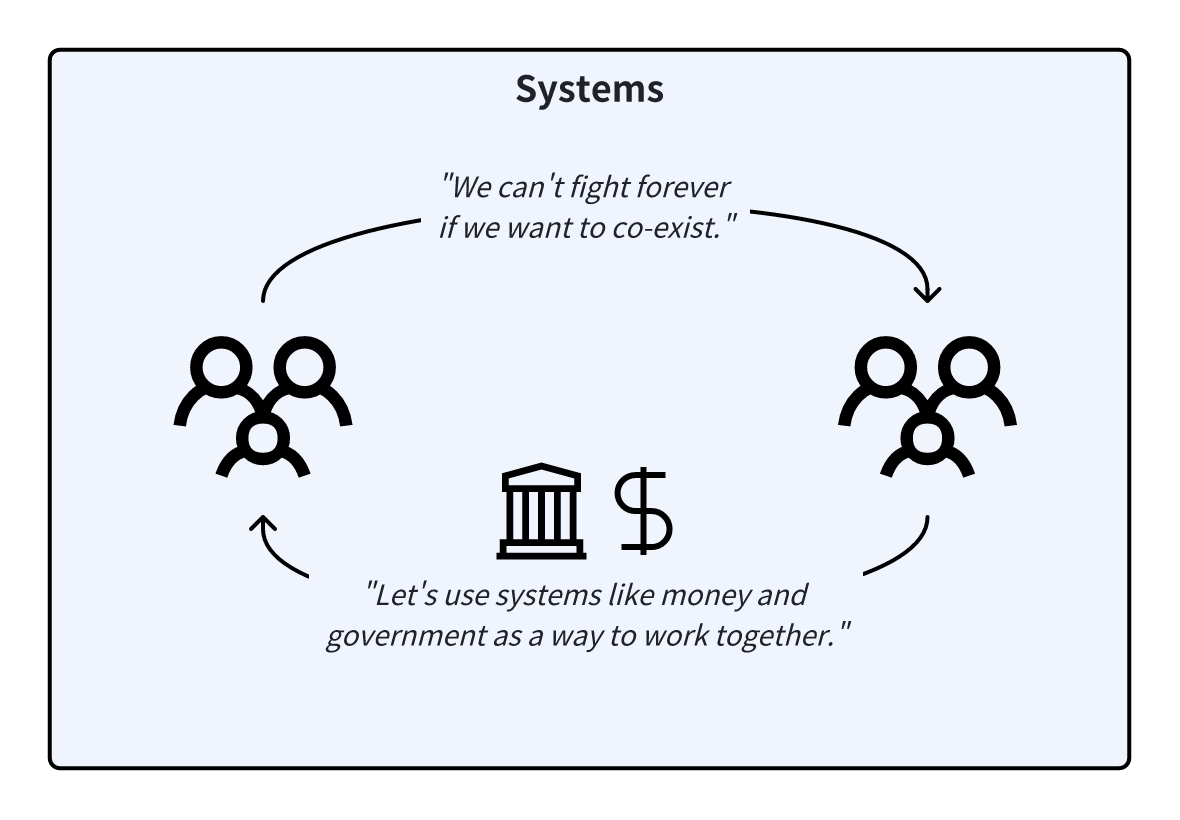 Systems
"We can't fight forever
if we want to co-exist."
"Let's use systems like money and
government as a way to work together."